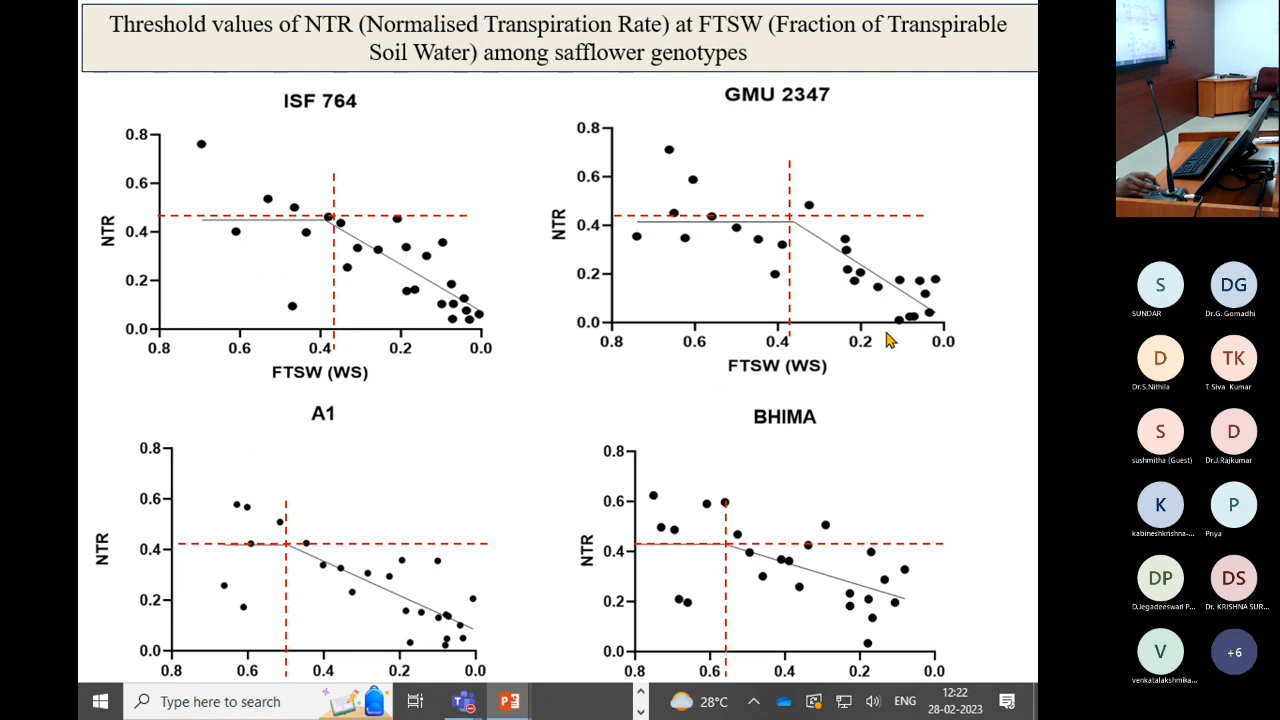 Threshold values of NTR (Normalised Transpiration Rate) at FTSW (Fraction of Transpirable
Soil Water) among safflower genotypes
ISF 764
0.8
0.6
0.4
0.2
0.0
NTR
0.8 0.6 0.4 0.2 0.0
FTSW (WS)
GMU 2347
0.8
0.6
0.4
0.2
0.0
NTR
0.8 0.6 0.4 0.2 0.0
FTSW (WS)
A1
0.8
0.6
0.4
0.2
0.0
NTR
0.8 0.6 0.4 0.2 0.0
BHIMA
0.8
0.6
0.4
0.2
0.0
NTR
0.8 0.6 0.4 0.2 0.0
S DG
SUNDAR Dr.G. Gomadhi
D TK
Dr.S.Nithila T Siva Kumar
S D
sushmitha (Guest) Dr.J.Rajkumar
K P
kabineshkrishna-... Priya
DP DS
D.Jegadeeswari P... Dr. KRISHNA SUR...
V +6
venkatalakshmika...
Type here to search
28°C
ENG
12:22
28-02-2023